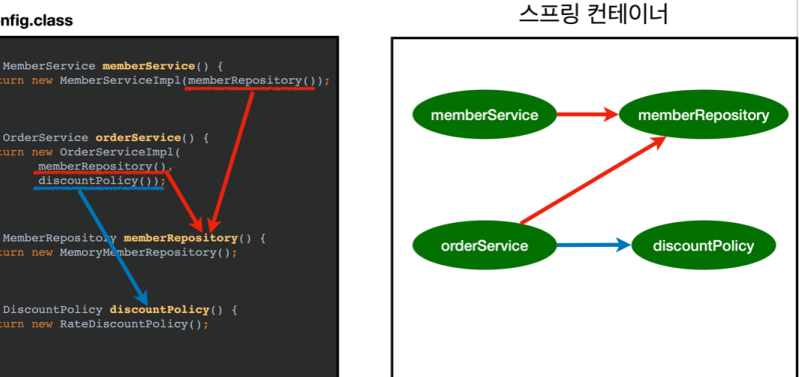 nfig.class
스프링 컨테이너
MemberService memberService() {
urn new MemberServiceImpl(memberRepository());
OrderService orderService() {
urn new OrderServiceImpl(
memberRepository(),
discountPolicy());
MemberRepository memberRepository() {
urn new MemoryMemberRepository();
DiscountPolicy discountPolicy() {
urn new RateDiscountPolicy();
memberService
memberRepository
orderService
discountPolicy